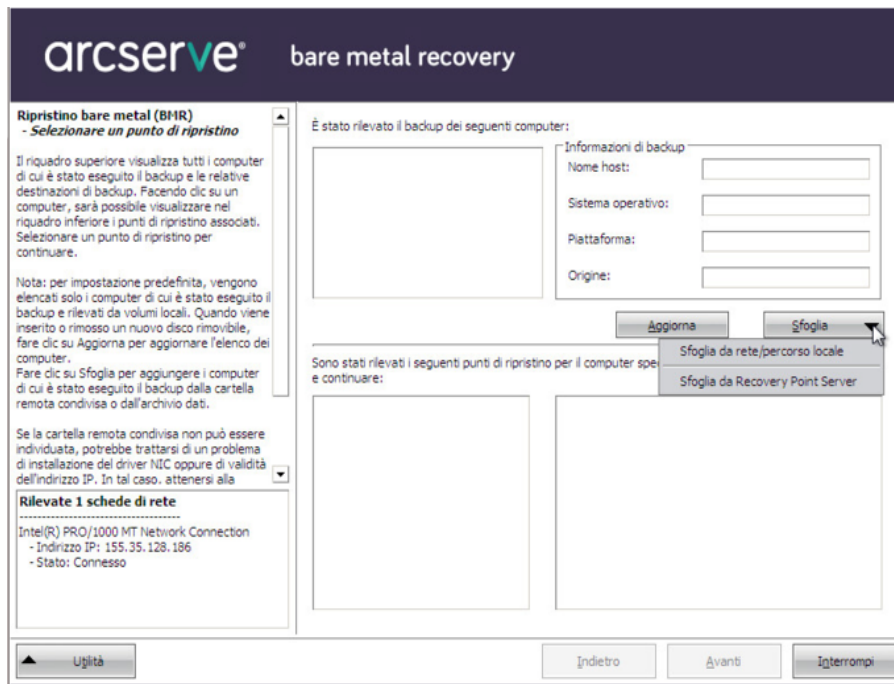 arcserve®
bare metal recovery
Ripristino bare metal (BMR)
- Selezionare un punto di ripristino
Il riquadro superiore visualizza tutti i computer
di cui è stato eseguito il backup e le relative
destinazioni di backup. Facendo clic su un
computer, sarà possibile visualizzare nel
riquadro inferiore i punti di ripristino associati.
Selezionare un punto di ripristino per
continuare.
Nota: per impostazione predefinita, vengono
elencati solo i computer di cui è stato eseguito il
backup e rilevati da volumi locali. Quando viene
inserito o rimosso un nuovo disco rimovibile,
fare clic su Aggiorna per aggiornare l'elenco dei
computer.
Fare clic su Sfoglia per aggiungere i computer
di cui è stato eseguito il backup dalla cartella
remota condivisa o dall'archivio dati.
Se la cartella remota condivisa non può essere
individuata, potrebbe trattarsi di un problema
di installazione del driver NIC oppure di validità
dell'indirizzo IP. In tal caso, attenersi alla
Rilevate 1 schede di rete
------------------------------------
Intel(R) PRO/1000 MT Network Connection
- Indirizzo IP: 155.35.128.186
- Stato: Connesso
È stato rilevato il backup dei seguenti computer:
Informazioni di backup
Nome host:
Sistema operativo:
Piattaforma:
Origine:
Aggiorna
Sfoglia
Sfoglia da rete/percorso locale
Sfoglia da Recovery Point Server
Sono stati rilevati i seguenti punti di ripristino per il computer spec
e continuare:
Utilità
Indietro
Avanti
Interrompi